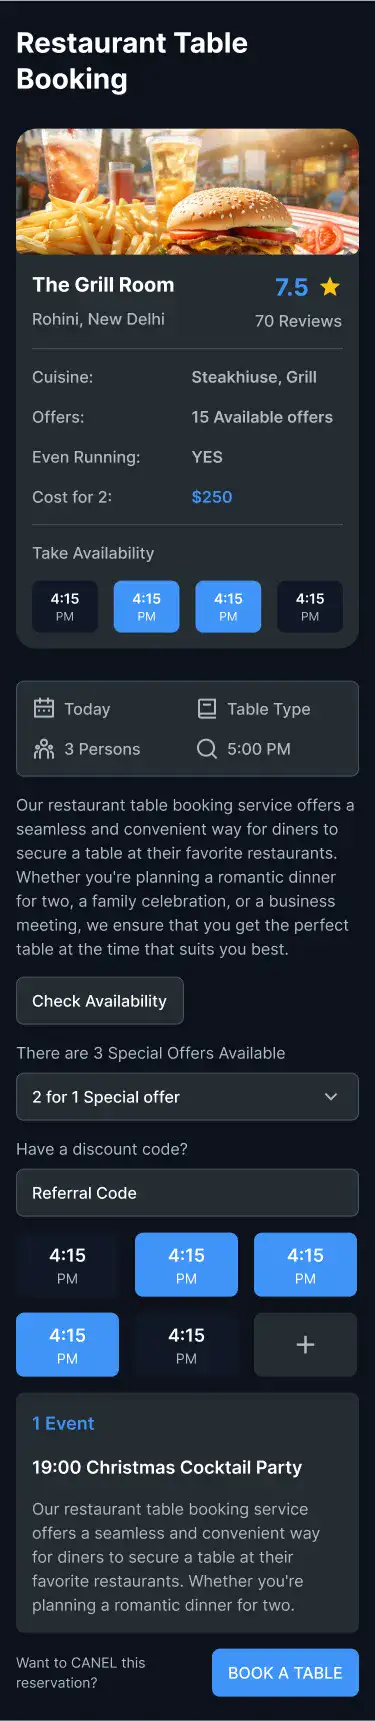 Restaurant Table
Booking
The Grill Room
7.5
Rohini, New Delhi
70 Reviews
Cuisine:
Steakhiuse, Grill
Offers:
15 Available offers
Even Running:
YES
Cost for 2:
$250
Take Availability
4:15
PM
4:15
PM
4:15
PM
4:15
PM
Today
Table Type
3 Persons
5:00 PM
Our restaurant table booking service offers a
seamless and convenient way for diners to
secure a table at their favorite restaurants.
Whether you're planning a romantic dinner
for two, a family celebration, or a business
meeting, we ensure that you get the perfect
table at the time that suits you best.
Check Availability
There are 3 Special Offers Available
2 for 1 Special offer
Have a discount code?
Referral Code
4:15
PM
4:15
PM
4:15
PM
4:15
PM
4:15
PM
+
1 Event
19:00 Christmas Cocktail Party
Our restaurant table booking service
offers a seamless and convenient way
for diners to secure a table at their
favorite restaurants. Whether you're
planning a romantic dinner for two.
Want to CANEL this
reservation?
BOOK A TABLE